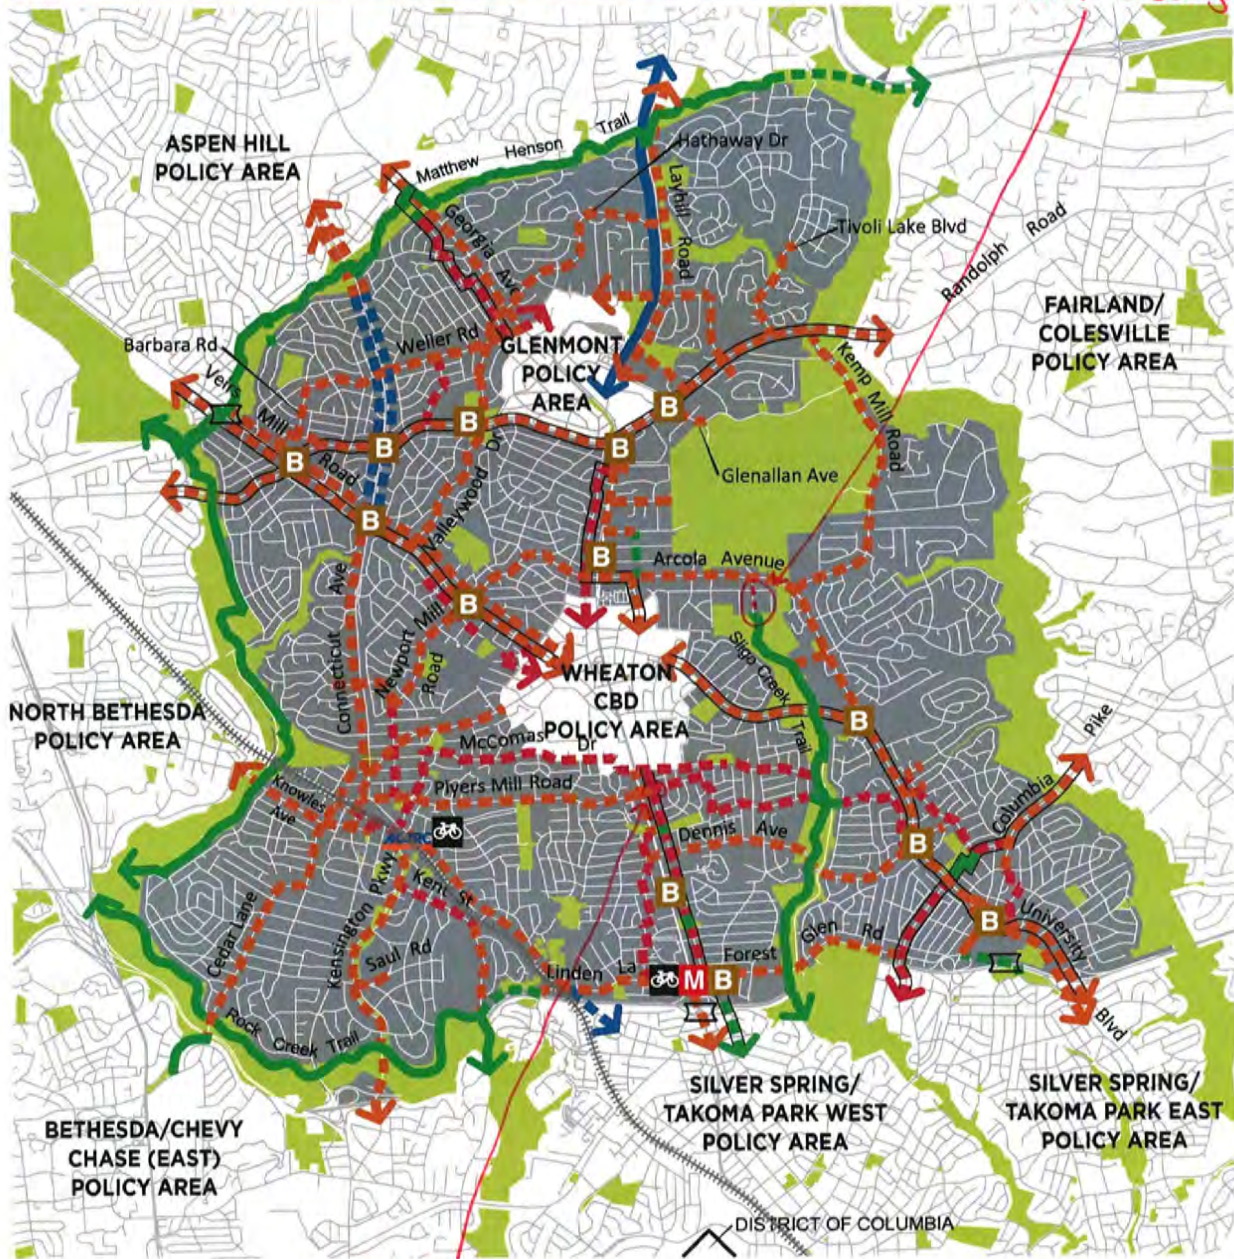 ASPEN HILL
POLICY AREA
Matthew Henson Trail
Hathaway Dr
Layhill Road
Georgia Ave
Tivoli Lake Blvd
Randolph Road
FAIRLAND/
COLESVILLE
POLICY AREA
Barbara Rd
Veirs Mill Road
Weller Rd
GLENMONT
POLICY
AREA
Kemp Mill Road
B
B
B
B
B
Glenallan Ave
Valleywood Dr
B
B
Arcola Avenue
B
Connecticut Ave
Newport Mill Road
Sligo Creek Trail
WHEATON
CBD
POLICY AREA
NORTH BETHESDA
POLICY AREA
B
McComas Dr
Pike
Columbia
Knowles Ave
Plyers Mill Road
Dennis Ave
B
Cedar Lane
Kensington Pkwy
Kent St
Saul Rd
B
B
University
Blvd
Glen Rd
Forest
Linden La
M B
Rock Creek Trail
SILVER SPRING/
TAKOMA PARK WEST
POLICY AREA
SILVER SPRING/
TAKOMA PARK EAST
POLICY AREA
BETHESDA/CHEVY
CHASE (EAST)
POLICY AREA
DISTRICT OF COLUMBIA